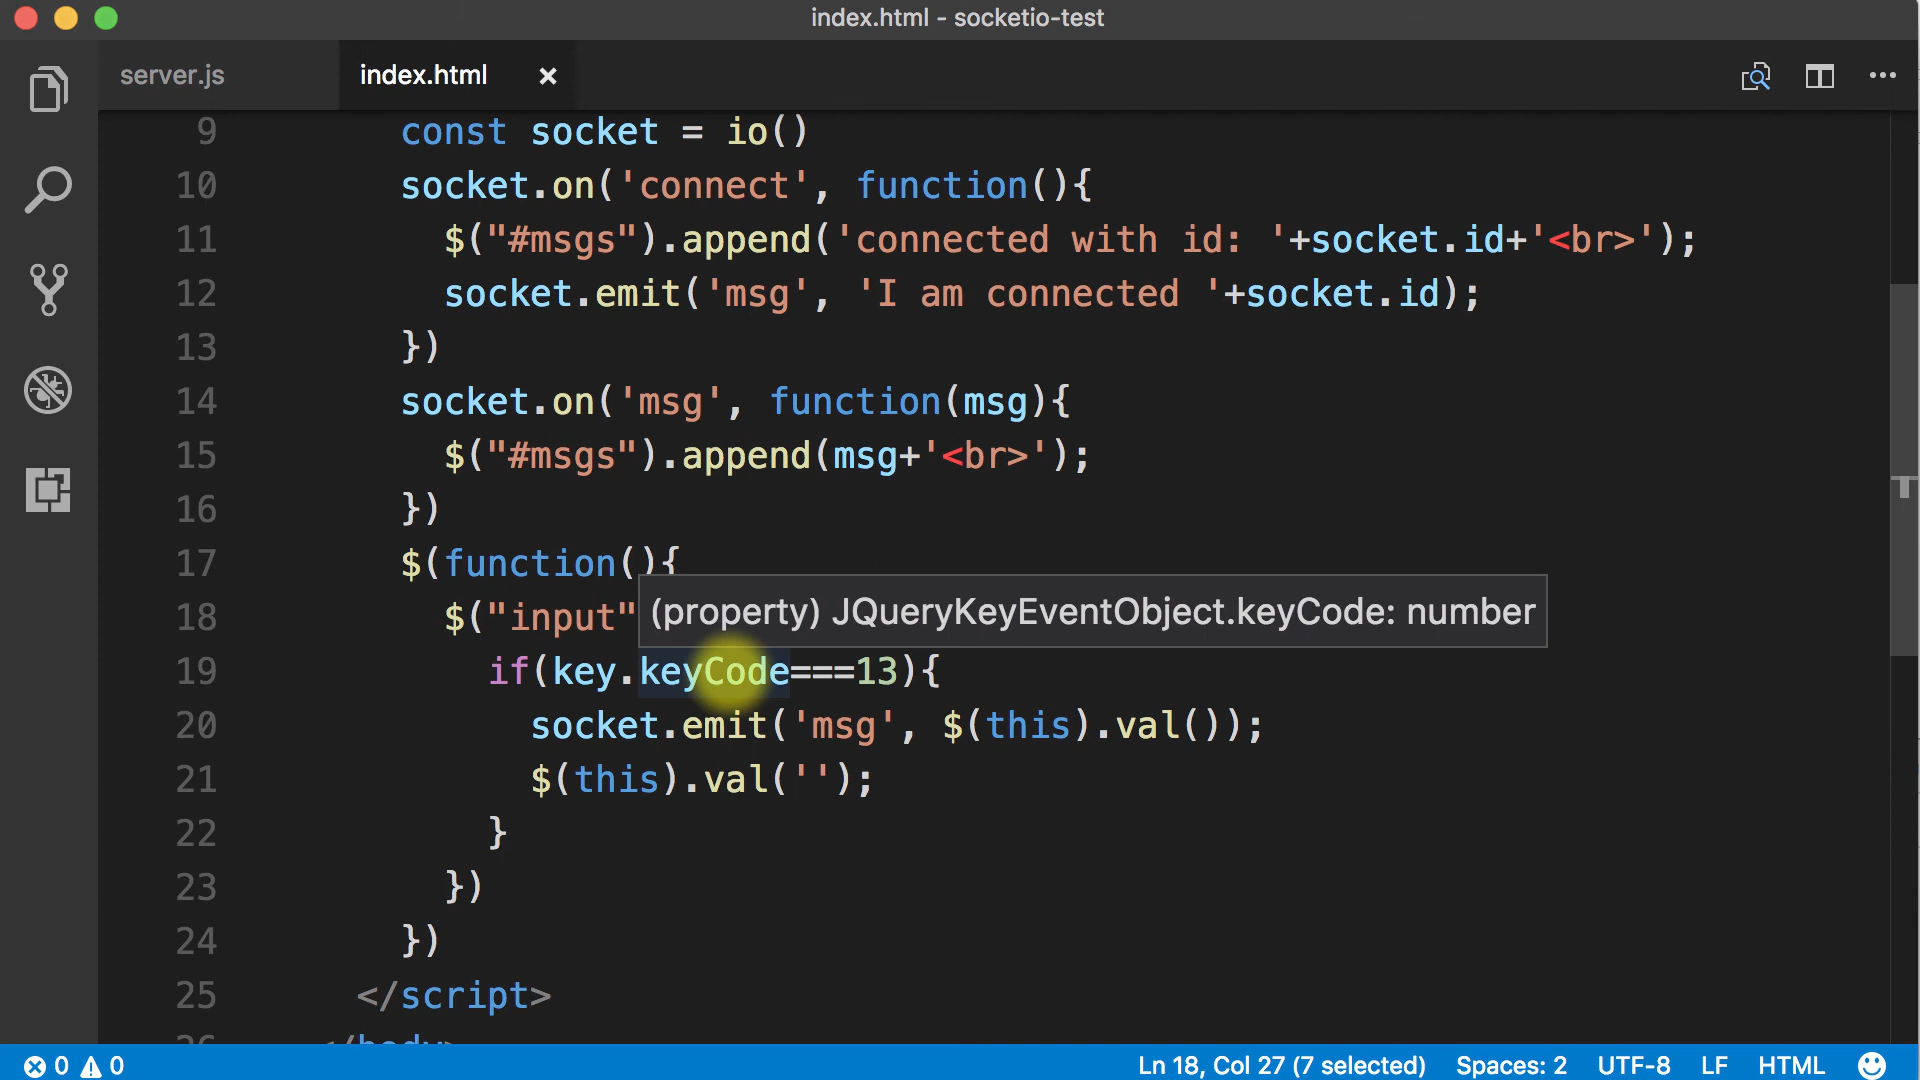 index.html - socketio-test
server.js
index.html
9 const socket = io()
10 socket.on('connect', function(){
11 $("#msgs").append('connected with id: '+socket.id+'<br>');
12 socket.emit('msg', 'I am connected '+socket.id);
13 })
14 socket.on('msg', function(msg){
15 $("#msgs").append(msg+'<br>');
16 })
17 $(function(){
18 $("input"
(property) JQueryKeyEventObject.keyCode: number
19 if(key.keyCode===13){
20 socket.emit('msg', $(this).val());
21 $(this).val('');
22 }
23 })
24 })
25 </script>
26 </body>
0 0 Ln 18, Col 27 (7 selected) Spaces: 2 UTF-8 LF HTML